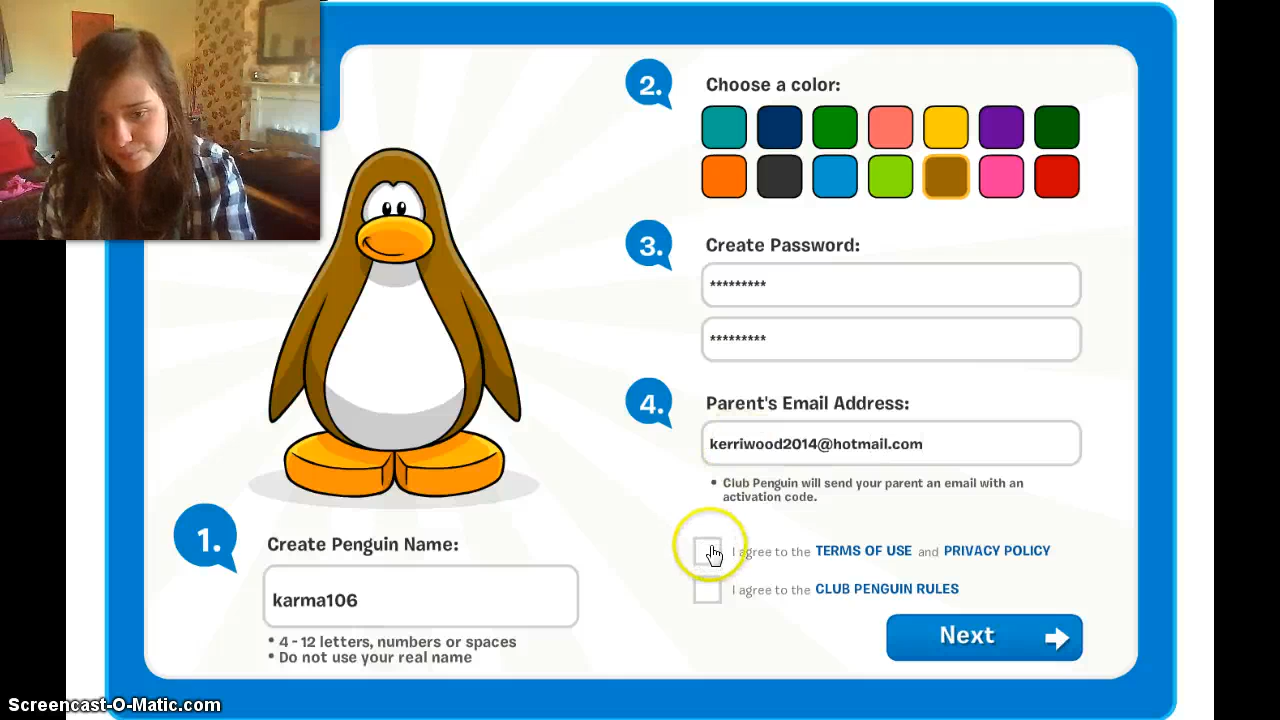 2.
Choose a color:
3.
Create Password:
*********
*********
4.
Parent's Email Address:
kerriwood2014@hotmail.com
• Club Penguin will send your parent an email with an
activation code.
I agree to the TERMS OF USE and PRIVACY POLICY
I agree to the CLUB PENGUIN RULES
Next
1.
Create Penguin Name:
karma106
• 4 - 12 letters, numbers or spaces
• Do not use your real name
Screencast-O-Matic.com